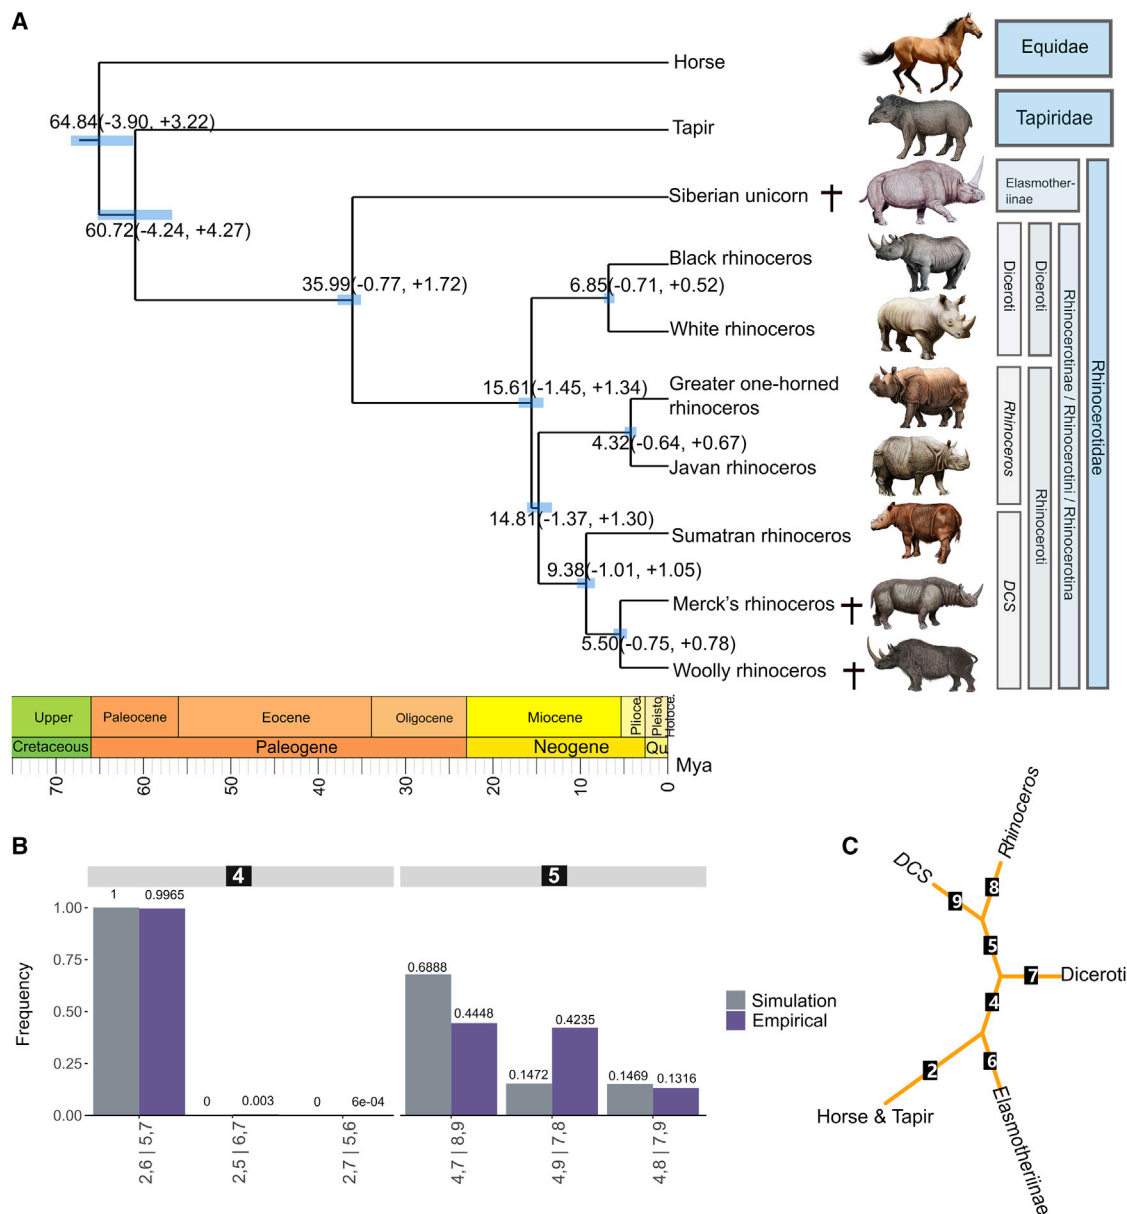 A
Horse
Equidae
64.84(-3.90, +3.22)
Tapir
Tapiridae
60.72(-4.24, +4.27)
Siberian unicorn
Elasmother-
iinae
35.99(-0.77, +1.72)
Black rhinoceros
6.85(-0.71, +0.52)
White rhinoceros
Diceroti
Diceroti
15.61(-1.45, +1.34)
Greater one-horned
rhinoceros
4.32(-0.64, +0.67)
Javan rhinoceros
Rhinoceros
Rhinoceroti
Rhinocerotinae / Rhinocerotini / Rhinocerotina
Rhinocerotidae
14.81(-1.37, +1.30)
Sumatran rhinoceros
9.38(-1.01, +1.05)
Merck's rhinoceros
DCS
5.50(-0.75, +0.78)
Woolly rhinoceros
Upper
Paleocene
Eocene
Oligocene
Miocene
Plioce.
Pleisto.
Holoce.
Cretaceous
Paleogene
Neogene
Qu
Mya
70
60
50
40
30
20
10
0
B
4
5
Frequency
1.00
0.75
0.50
0.25
0.00
1
0.9965
0
0.003
0
6e-04
0.6888
0.4448
0.1472
0.4235
0.1469
0.1316
2,6 | 5,7
2,5 | 6,7
2,7 | 5,6
4,7 | 8,9
4,9 | 7,8
4,8 | 7,9
Simulation
Empirical
C
Rhinoceros
DCS
8
9
5
7
Diceroti
4
6
2
Horse & Tapir
Elasmotheriinae